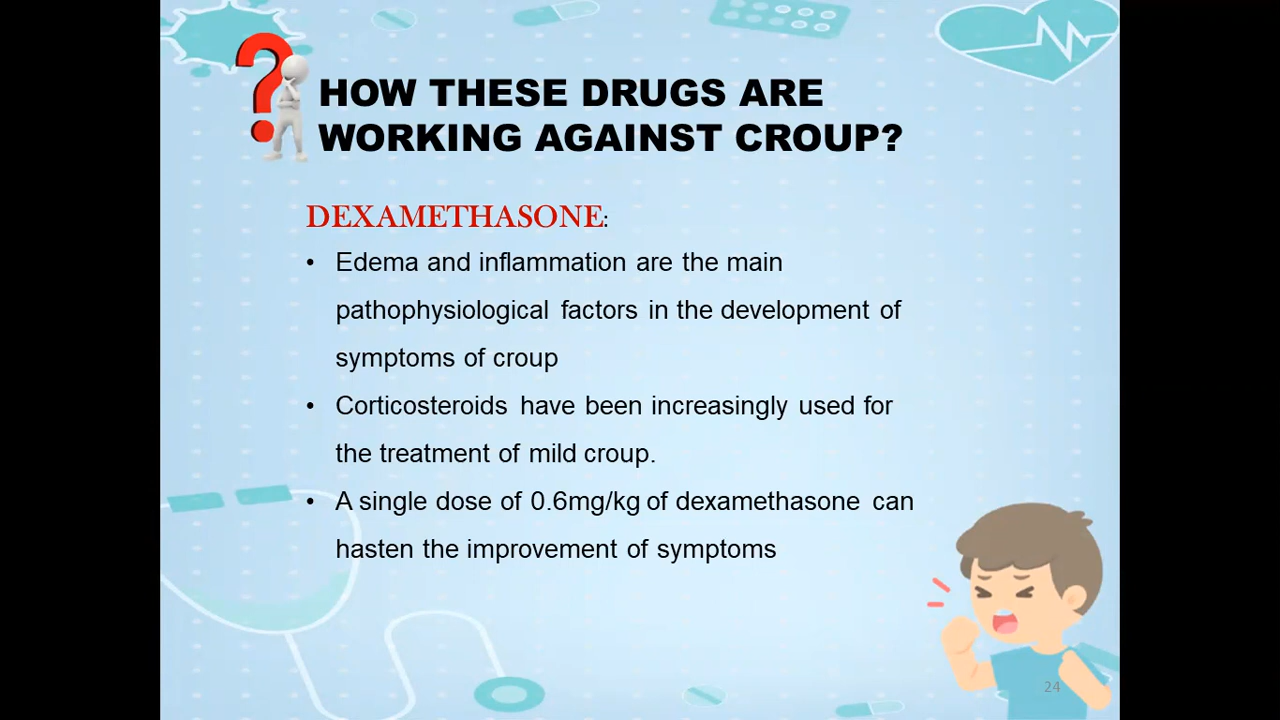 HOW THESE DRUGS ARE
WORKING AGAINST CROUP?
DEXAMETHASONE:
• Edema and inflammation are the main
pathophysiological factors in the development of
symptoms of croup
• Corticosteroids have been increasingly used for
the treatment of mild croup.
• A single dose of 0.6mg/kg of dexamethasone can
hasten the improvement of symptoms
24